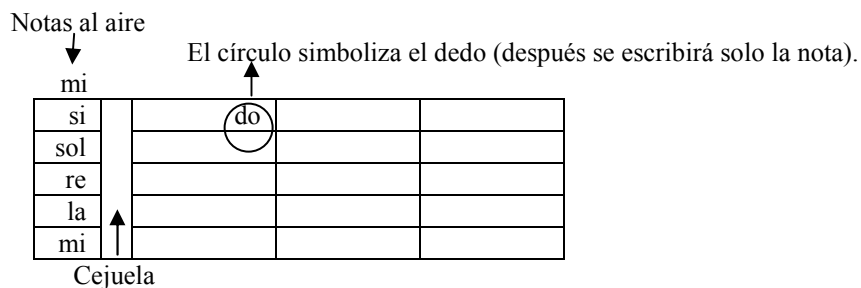 Notas al aire
El círculo simboliza el dedo (después se escribirá solo la nota).
mi
si do
sol
re
la
mi
Cejuela